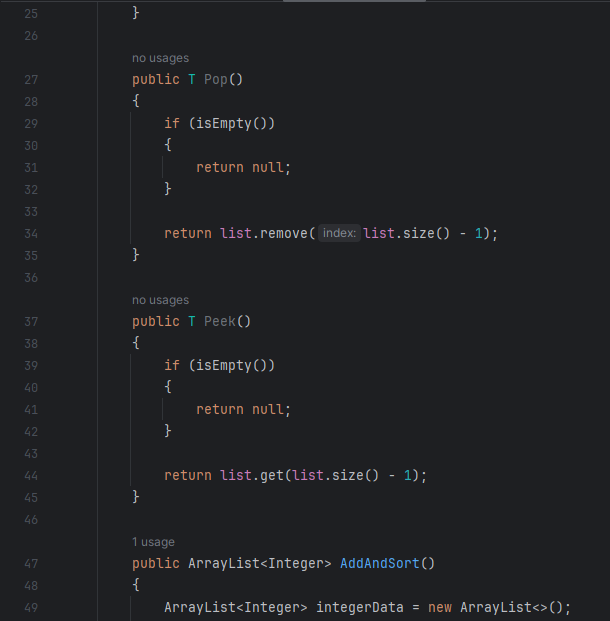 25 }
26
no usages
27 public T Pop()
28 {
29 if (isEmpty())
30 {
31 return null;
32 }
33
34 return list.remove( index: list.size() - 1);
35 }
36
no usages
37 public T Peek()
38 {
39 if (isEmpty())
40 {
41 return null;
42 }
43
44 return list.get(list.size() - 1);
45 }
46
1 usage
47 public ArrayList<Integer> AddAndSort()
48 {
49 ArrayList<Integer> integerData = new ArrayList<>();